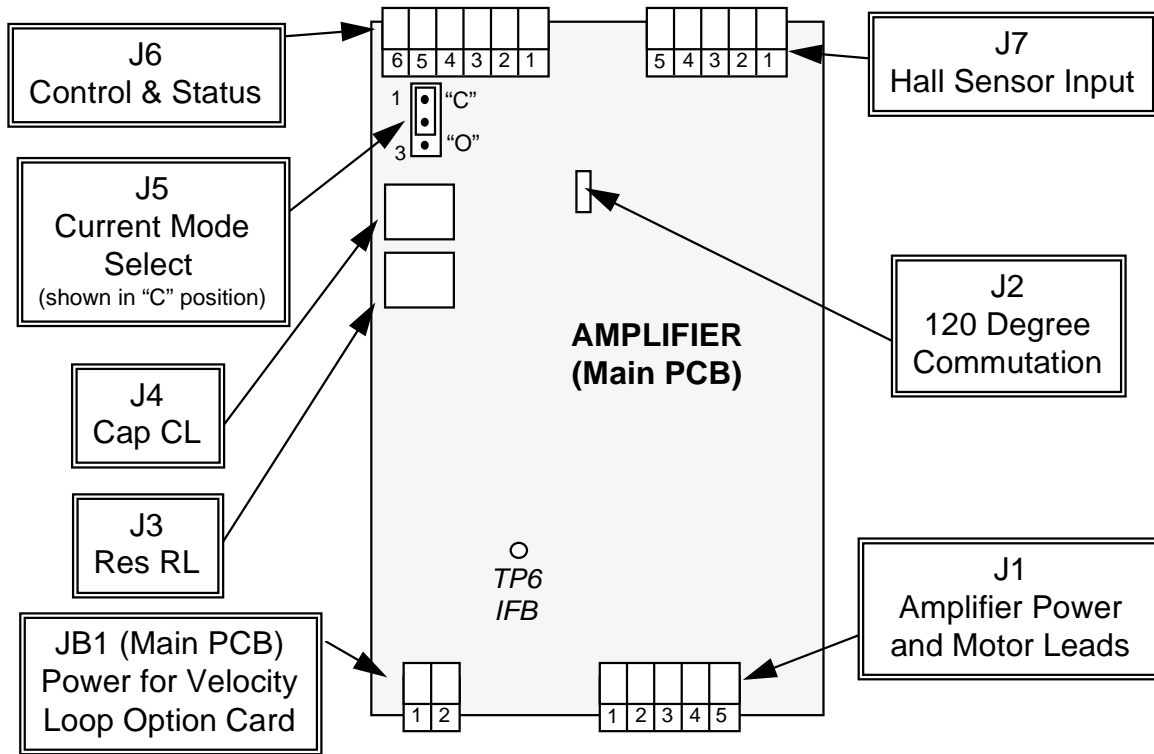 J6
Control & Status
6 5 4 3 2 1
5 4 3 2 1
J7
Hall Sensor Input
1 “C”
3 “O”
J5
Current Mode
Select
(shown in “C” position)
J2
120 Degree
Commutation
AMPLIFIER
(Main PCB)
J4
Cap CL
J3
Res RL
TP6
IFB
J1
Amplifier Power
and Motor Leads
JB1 (Main PCB)
Power for Velocity
Loop Option Card
1 2
1 2 3 4 5